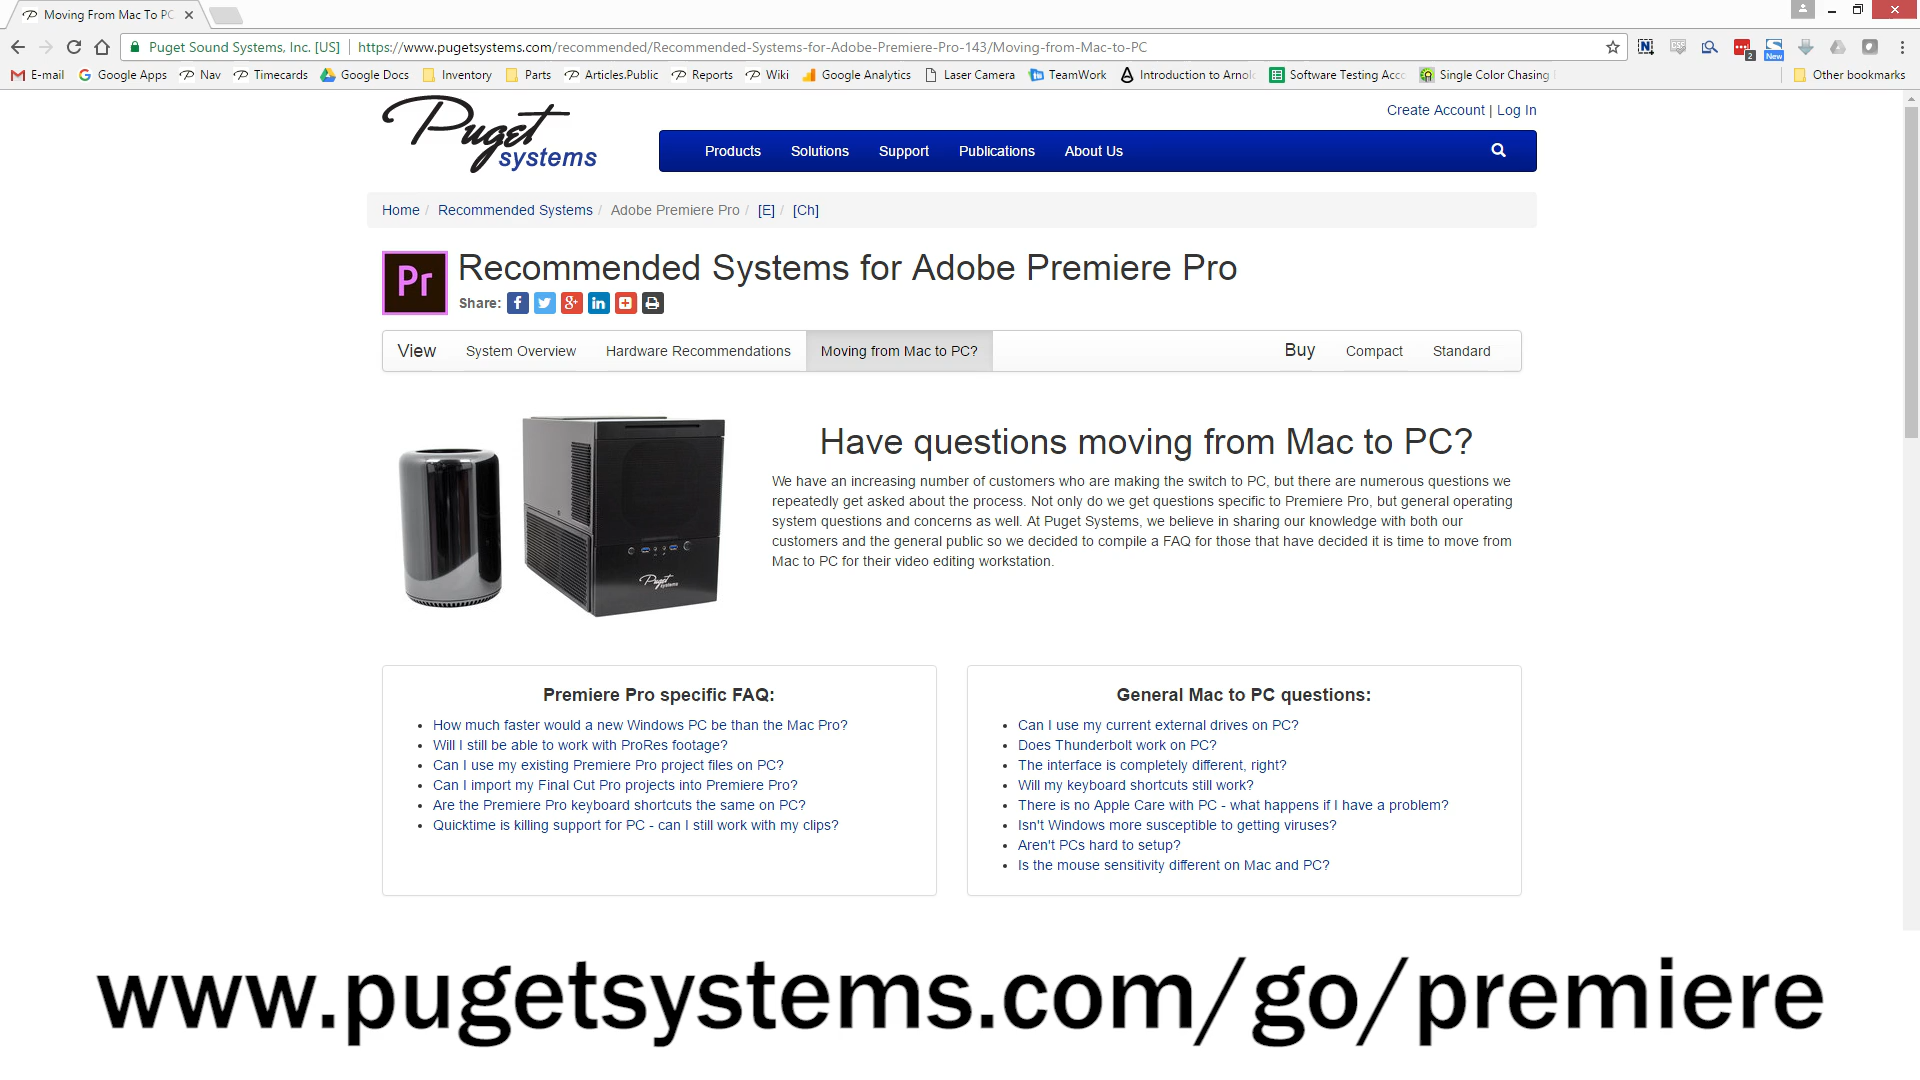 Moving From Mac To PC
Puget Sound Systems, Inc. [US] | https://www.pugetsystems.com/recommended/Recommended-Systems-for-Adobe-Premiere-Pro-143/Moving-from-Mac-to-PC
E-mail Google Apps Nav Timecards Google Docs Inventory Parts Articles.Public Reports Wiki Google Analytics Laser Camera TeamWork Introduction to Arnol Software Testing Acc Single Color Chasing Other bookmarks
2 New
Puget systems
Create Account | Log In
Products Solutions Support Publications About Us
Home / Recommended Systems / Adobe Premiere Pro / [E] / [Ch]
Pr Recommended Systems for Adobe Premiere Pro
Share:
View System Overview Hardware Recommendations Moving from Mac to PC? Buy Compact Standard
Have questions moving from Mac to PC?
We have an increasing number of customers who are making the switch to PC, but there are numerous questions we
repeatedly get asked about the process. Not only do we get questions specific to Premiere Pro, but general operating
system questions and concerns as well. At Puget Systems, we believe in sharing our knowledge with both our
customers and the general public so we decided to compile a FAQ for those that have decided it is time to move from
Mac to PC for their video editing workstation.
Puget systems
Premiere Pro specific FAQ:
• How much faster would a new Windows PC be than the Mac Pro?
• Will I still be able to work with ProRes footage?
• Can I use my existing Premiere Pro project files on PC?
• Can I import my Final Cut Pro projects into Premiere Pro?
• Are the Premiere Pro keyboard shortcuts the same on PC?
• Quicktime is killing support for PC - can I still work with my clips?
General Mac to PC questions:
• Can I use my current external drives on PC?
• Does Thunderbolt work on PC?
• The interface is completely different, right?
• Will my keyboard shortcuts still work?
• There is no Apple Care with PC - what happens if I have a problem?
• Isn't Windows more susceptible to getting viruses?
• Aren't PCs hard to setup?
• Is the mouse sensitivity different on Mac and PC?
www.pugetsystems.com/go/premiere